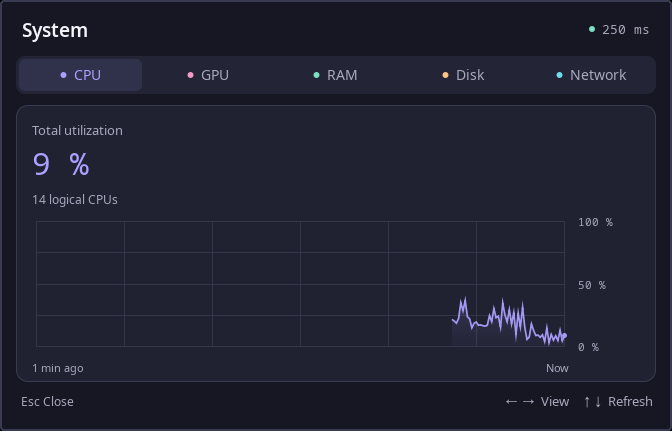 System
250 ms
CPU GPU RAM Disk Network
Total utilization
9 %
14 logical CPUs
100 %
50 %
0 %
1 min ago Now
Esc Close ←→ View ↑↓ Refresh